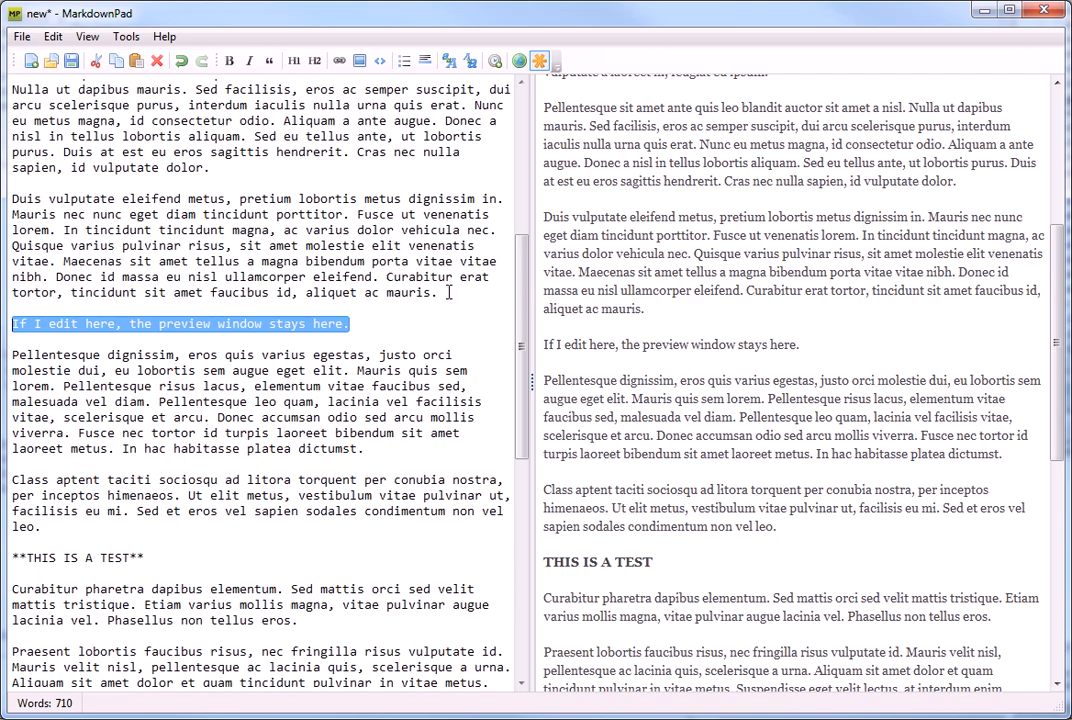 new* - MarkdownPad
File Edit View Tools Help
B I H1 H2
Nulla ut dapibus mauris. Sed facilisis, eros ac semper suscipit, dui
arcu scelerisque purus, interdum iaculis nulla urna quis erat. Nunc
eu metus magna, id consectetur odio. Aliquam a ante augue. Donec a
nisl in tellus lobortis aliquam. Sed eu tellus ante, ut lobortis
purus. Duis at est eu eros sagittis hendrerit. Cras nec nulla
sapien, id vulputate dolor.
Duis vulputate eleifend metus, pretium lobortis metus dignissim in.
Mauris nec nunc eget diam tincidunt porttitor. Fusce ut venenatis
lorem. In tincidunt tincidunt magna, ac varius dolor vehicula nec.
Quisque varius pulvinar risus, sit amet molestie elit venenatis
vitae. Maecenas sit amet tellus a magna bibendum porta vitae vitae
nibh. Donec id massa eu nisl ullamcorper eleifend. Curabitur erat
tortor, tincidunt sit amet faucibus id, aliquet ac mauris.
If I edit here, the preview window stays here.
Pellentesque dignissim, eros quis varius egestas, justo orci
molestie dui, eu lobortis sem augue eget elit. Mauris quis sem
lorem. Pellentesque risus lacus, elementum vitae faucibus sed,
malesuada vel diam. Pellentesque leo quam, lacinia vel facilisis
vitae, scelerisque et arcu. Donec accumsan odio sed arcu mollis
viverra. Fusce nec tortor id turpis laoreet bibendum sit amet
laoreet metus. In hac habitasse platea dictumst.
Class aptent taciti sociosqu ad litora torquent per conubia nostra,
per inceptos himenaeos. Ut elit metus, vestibulum vitae pulvinar ut,
facilisis eu mi. Sed et eros vel sapien sodales condimentum non vel
leo.
**THIS IS A TEST**
Curabitur pharetra dapibus elementum. Sed mattis orci sed velit
mattis tristique. Etiam varius mollis magna, vitae pulvinar augue
lacinia vel. Phasellus non tellus eros.
Praesent lobortis faucibus risus, nec fringilla risus vulputate id.
Mauris velit nisl, pellentesque ac lacinia quis, scelerisque a urna.
Aliquam sit amet dolor et quam tincidunt pulvinar in vitae metus.
Pellentesque sit amet ante quis leo blandit auctor sit amet a nisl. Nulla ut dapibus
mauris. Sed facilisis, eros ac semper suscipit, dui arcu scelerisque purus, interdum
iaculis nulla urna quis erat. Nunc eu metus magna, id consectetur odio. Aliquam a ante
augue. Donec a nisl in tellus lobortis aliquam. Sed eu tellus ante, ut lobortis purus. Duis
at est eu eros sagittis hendrerit. Cras nec nulla sapien, id vulputate dolor.
Duis vulputate eleifend metus, pretium lobortis metus dignissim in. Mauris nec nunc
eget diam tincidunt porttitor. Fusce ut venenatis lorem. In tincidunt tincidunt magna, ac
varius dolor vehicula nec. Quisque varius pulvinar risus, sit amet molestie elit venenatis
vitae. Maecenas sit amet tellus a magna bibendum porta vitae vitae nibh. Donec id
massa eu nisl ullamcorper eleifend. Curabitur erat tortor, tincidunt sit amet faucibus id,
aliquet ac mauris.
If I edit here, the preview window stays here.
Pellentesque dignissim, eros quis varius egestas, justo orci molestie dui, eu lobortis sem
augue eget elit. Mauris quis sem lorem. Pellentesque risus lacus, elementum vitae
faucibus sed, malesuada vel diam. Pellentesque leo quam, lacinia vel facilisis vitae,
scelerisque et arcu. Donec accumsan odio sed arcu mollis viverra. Fusce nec tortor id
turpis laoreet bibendum sit amet laoreet metus. In hac habitasse platea dictumst.
Class aptent taciti sociosqu ad litora torquent per conubia nostra, per inceptos
himenaeos. Ut elit metus, vestibulum vitae pulvinar ut, facilisis eu mi. Sed et eros vel
sapien sodales condimentum non vel leo.
THIS IS A TEST
Curabitur pharetra dapibus elementum. Sed mattis orci sed velit mattis tristique. Etiam
varius mollis magna, vitae pulvinar augue lacinia vel. Phasellus non tellus eros.
Praesent lobortis faucibus risus, nec fringilla risus vulputate id. Mauris velit nisl,
pellentesque ac lacinia quis, scelerisque a urna. Aliquam sit amet dolor et quam
tincidunt pulvinar in vitae metus. Suspendisse eget velit lectus, at interdum enim
Words: 710